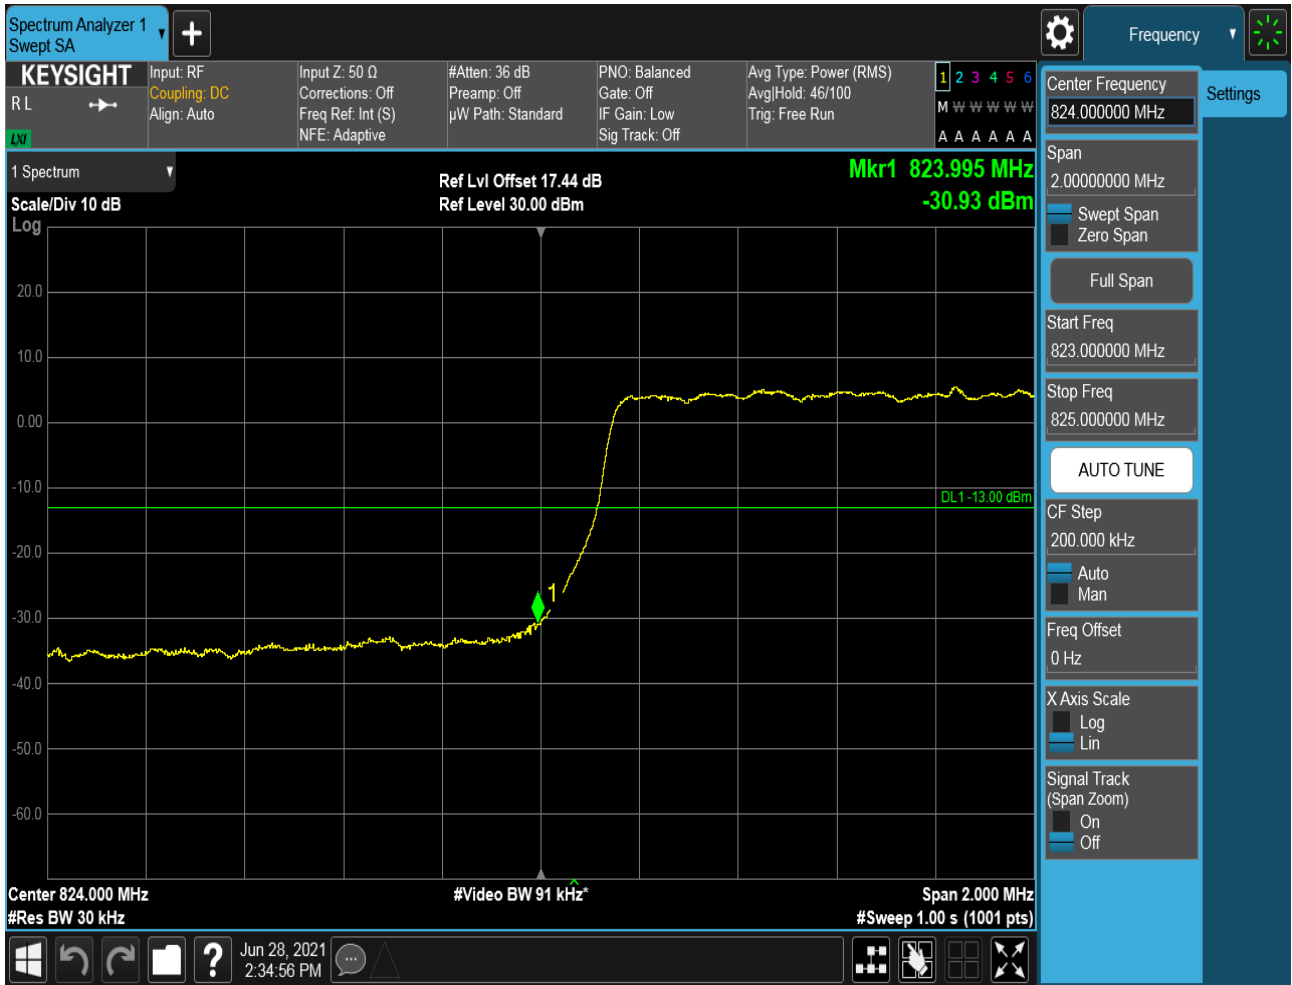 Spectrum Analyzer 1
Swept SA
+
Frequency
KEYSIGHT
R L
LXI
Input: RF
Coupling: DC
Align: Auto
Input Z: 50 Ω
Corrections: Off
Freq Ref: Int (S)
NFE: Adaptive
#Atten: 36 dB
Preamp: Off
µW Path: Standard
PNO: Balanced
Gate: Off
IF Gain: Low
Sig Track: Off
Avg Type: Power (RMS)
Avg|Hold: 46/100
Trig: Free Run
1 2 3 4 5 6
M W W W W W
A A A A A A
1 Spectrum
Scale/Div 10 dB
Log
Ref Lvl Offset 17.44 dB
Ref Level 30.00 dBm
Mkr1 823.995 MHz
-30.93 dBm
20.0
10.0
0.00
-10.0
DL1 -13.00 dBm
-20.0
1
-30.0
-40.0
-50.0
-60.0
Center 824.000 MHz
#Res BW 30 kHz
#Video BW 91 kHz*
Span 2.000 MHz
#Sweep 1.00 s (1001 pts)
Center Frequency
824.000000 MHz
Settings
Span
2.00000000 MHz
Swept Span
Zero Span
Full Span
Start Freq
823.000000 MHz
Stop Freq
825.000000 MHz
AUTO TUNE
CF Step
200.000 kHz
Auto
Man
Freq Offset
0 Hz
X Axis Scale
Log
Lin
Signal Track
(Span Zoom)
On
Off
?
Jun 28, 2021
2:34:56 PM